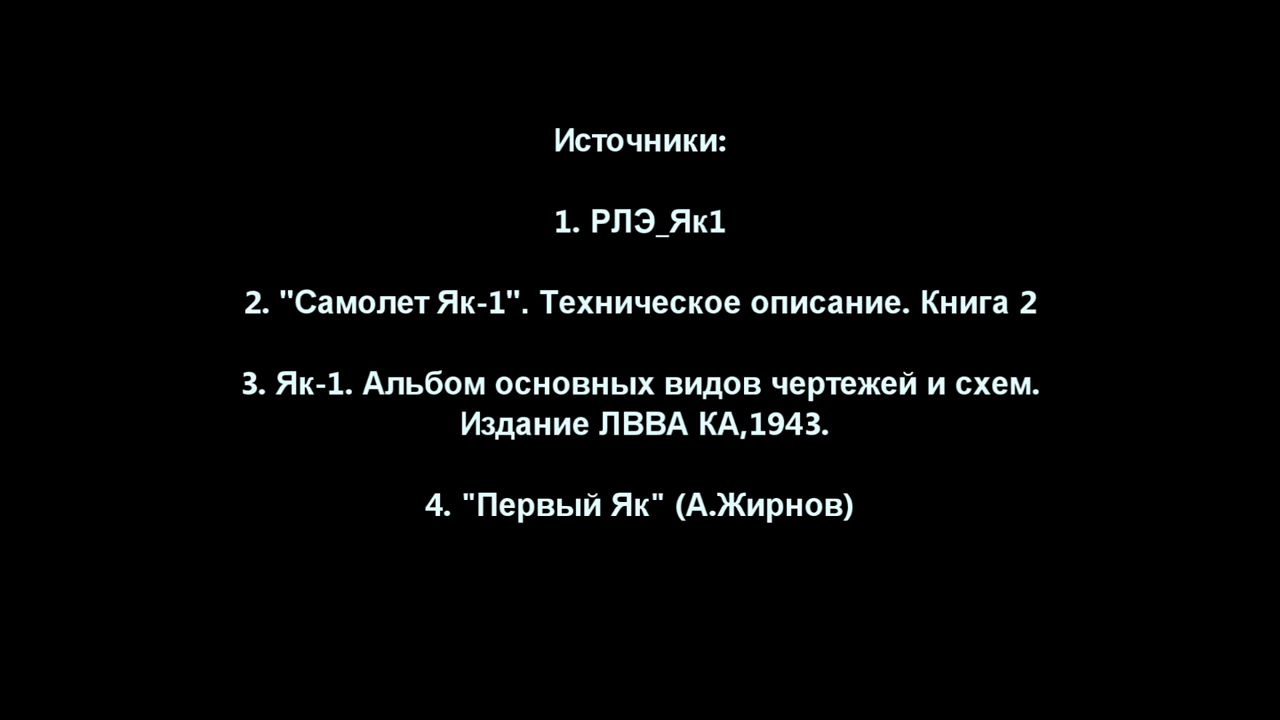 Источники:
1. РЛЭ_Як1
2. "Самолет Як-1". Техническое описание. Книга 2
3. Як-1. Альбом основных видов чертежей и схем.
Издание ЛВВА КА,1943.
4. "Первый Як" (А.Жирнов)